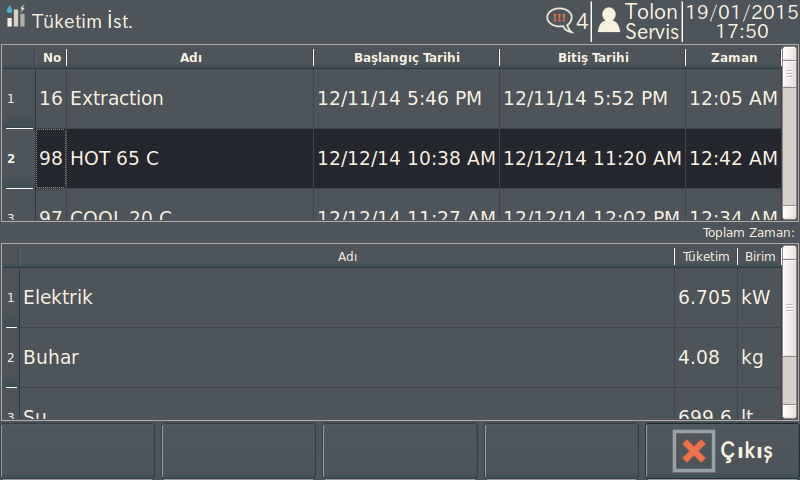 Tüketim İst.
!!! 4
Tolon Servis
19/01/2015 17:50
No Adı Başlangıç Tarihi Bitiş Tarihi Zaman
1 16 Extraction 12/11/14 5:46 PM 12/11/14 5:52 PM 12:05 AM
2 98 HOT 65 C 12/12/14 10:38 AM 12/12/14 11:20 AM 12:42 AM
3 97 COOL 20 C 12/12/14 11:27 AM 12/12/14 12:02 PM 12:34 AM
Toplam Zaman:
Adı Tüketim Birim
1 Elektrik 6.705 kW
2 Buhar 4.08 kg
3 Su 699.6 lt
Çıkış